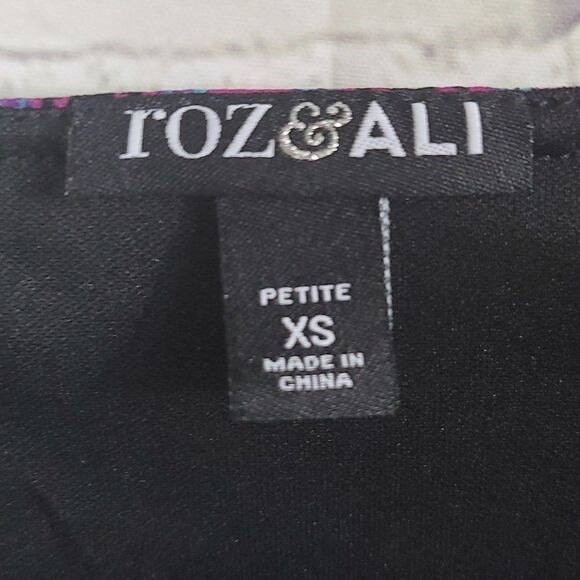 roz&ALI
PETITE
XS
MADE IN
CHINA